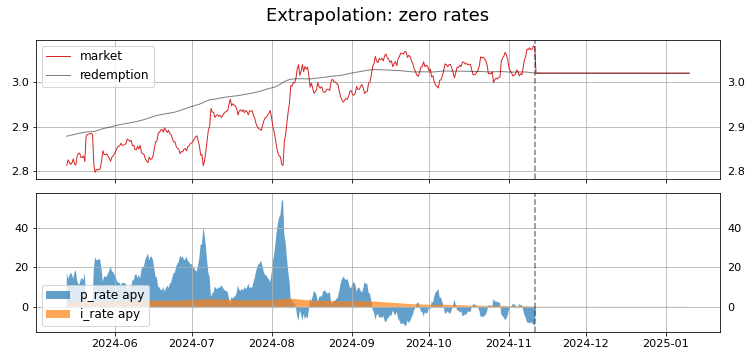 Extrapolation: zero rates
market
redemption
3.0
2.9
2.8
3.0
2.9
2.8
40
20
0
40
20
0
p_rate apy
i_rate apy
2024-06 2024-07 2024-08 2024-09 2024-10 2024-11 2024-12 2025-01